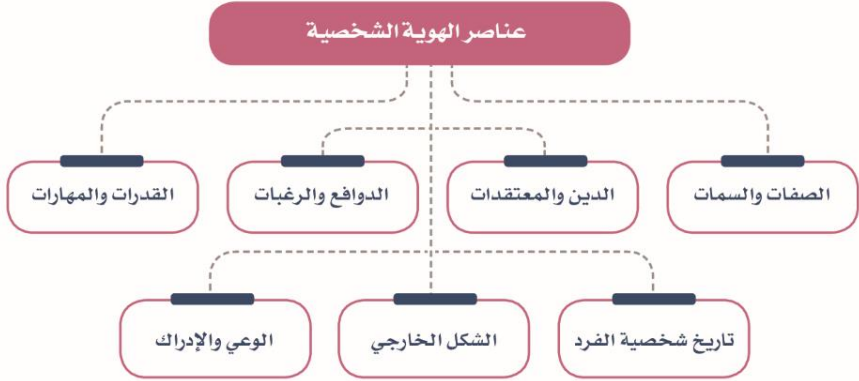 عناصر الهوية الشخصية
الصفات والسمات
الدين والمعتقدات
الدوافع والرغبات
القدرات والمهارات
تاريخ شخصية الفرد
الشكل الخارجي
الوعي والإدراك